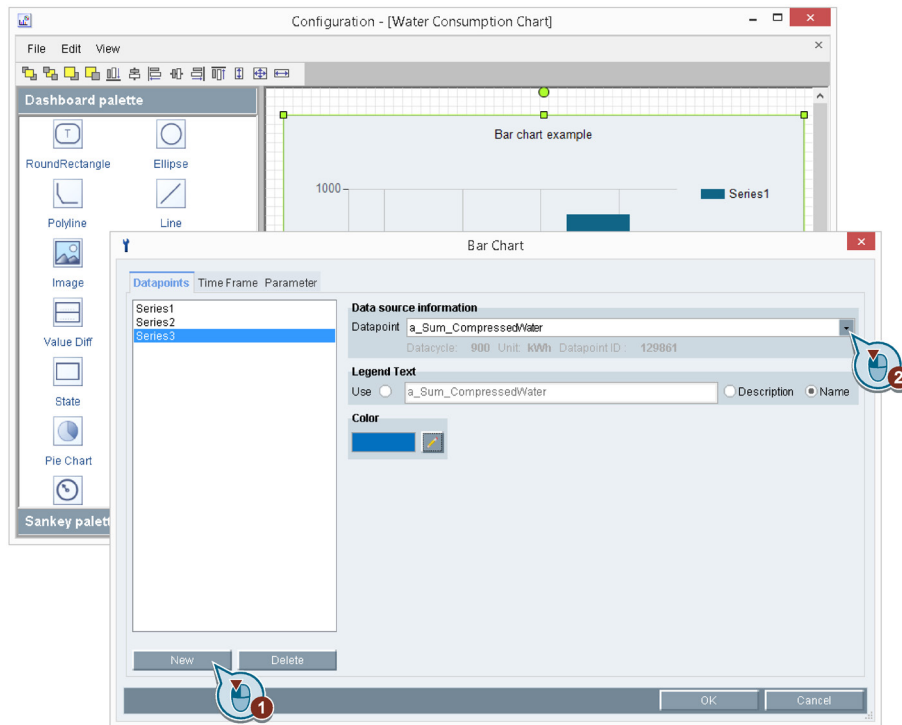 Configuration - [Water Consumption Chart]
File Edit View
Dashboard palette
T
RoundRectangle Ellipse
Polyline Line
Image
Value Diff
State
Pie Chart
Sankey palett
Bar chart example
1000
Series1
Bar Chart
Datapoints Time Frame Parameter
Series1
Series2
Series3
Data source information
Datapoint a_Sum_CompressedWater
Datacycle: 900 Unit: kWh Datapoint ID : 129861
Legend Text
Use a_Sum_CompressedWater Description Name
Color
2
New Delete
1
OK Cancel